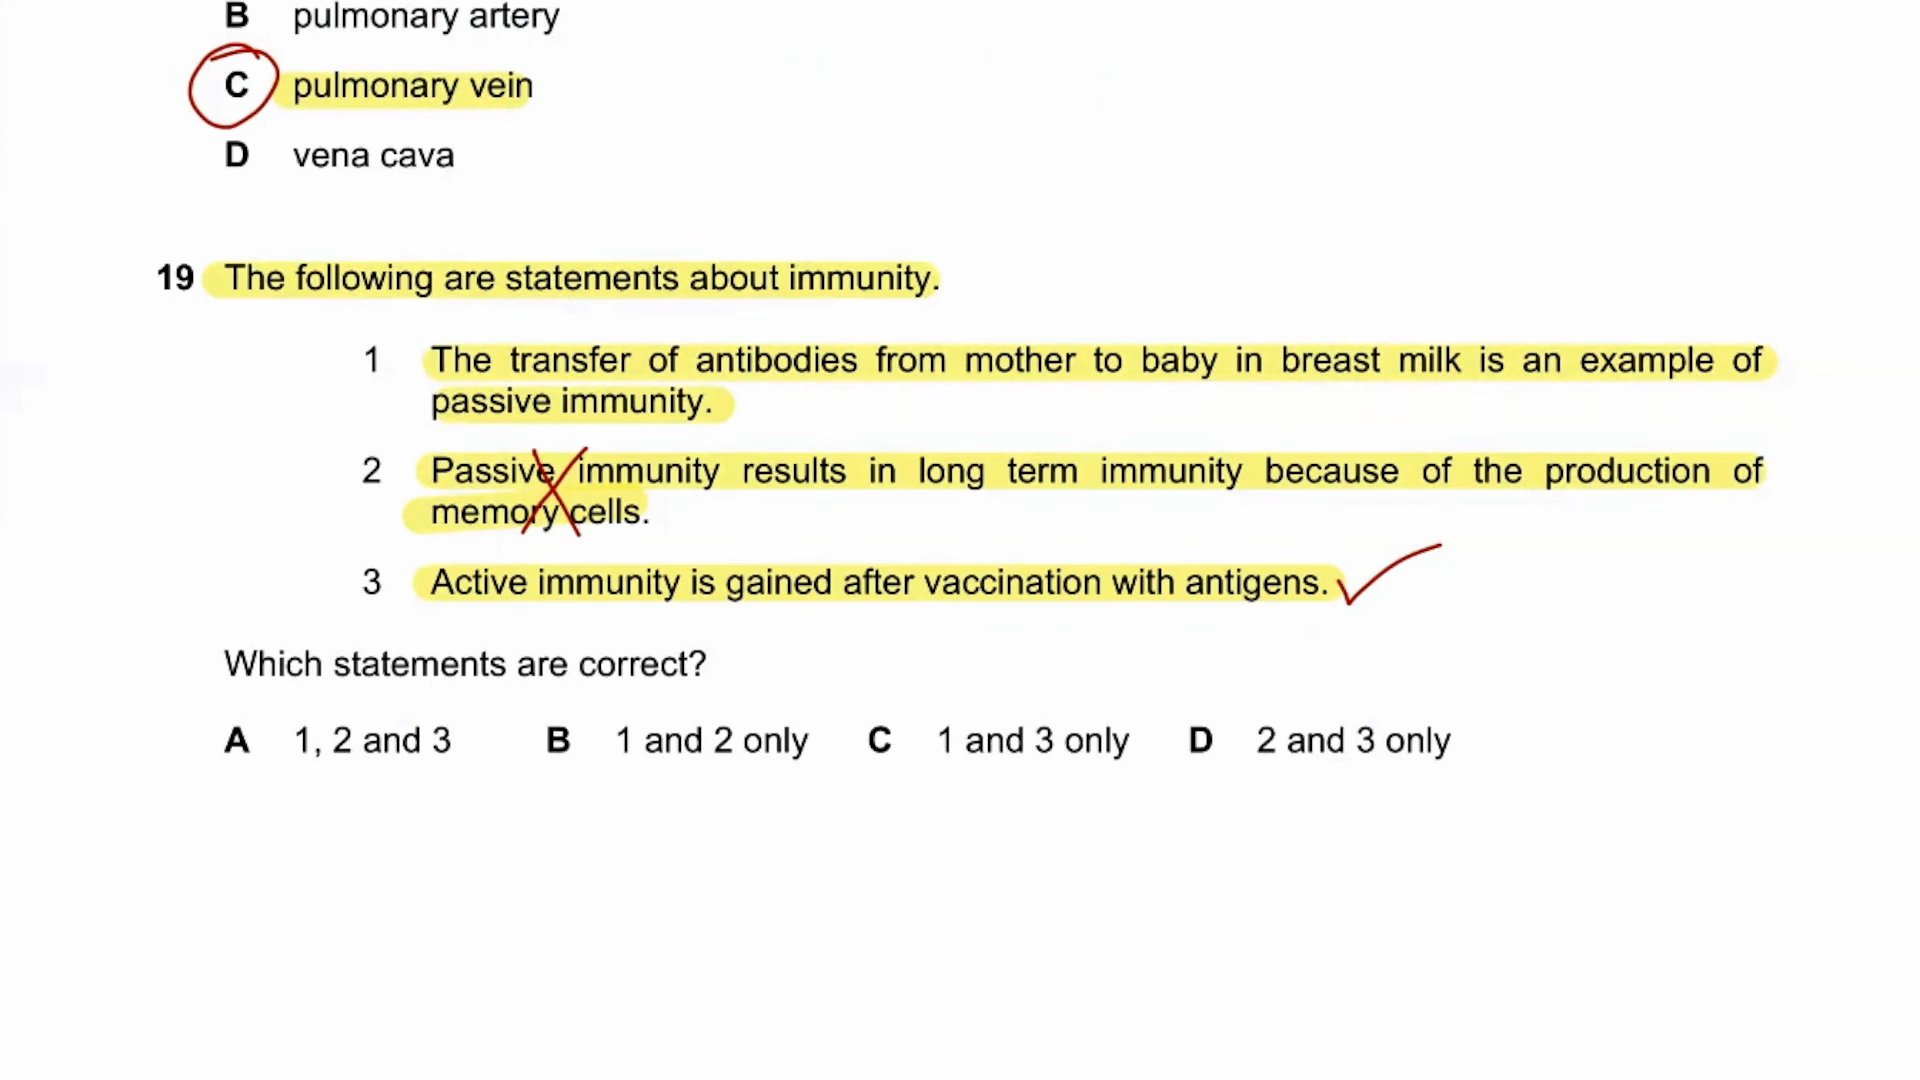 B pulmonary artery
C pulmonary vein
D vena cava
19 The following are statements about immunity.
1 The transfer of antibodies from mother to baby in breast milk is an example of
passive immunity.
2 Passive immunity results in long term immunity because of the production of
memory cells.
3 Active immunity is gained after vaccination with antigens.
Which statements are correct?
A 1, 2 and 3 B 1 and 2 only C 1 and 3 only D 2 and 3 only